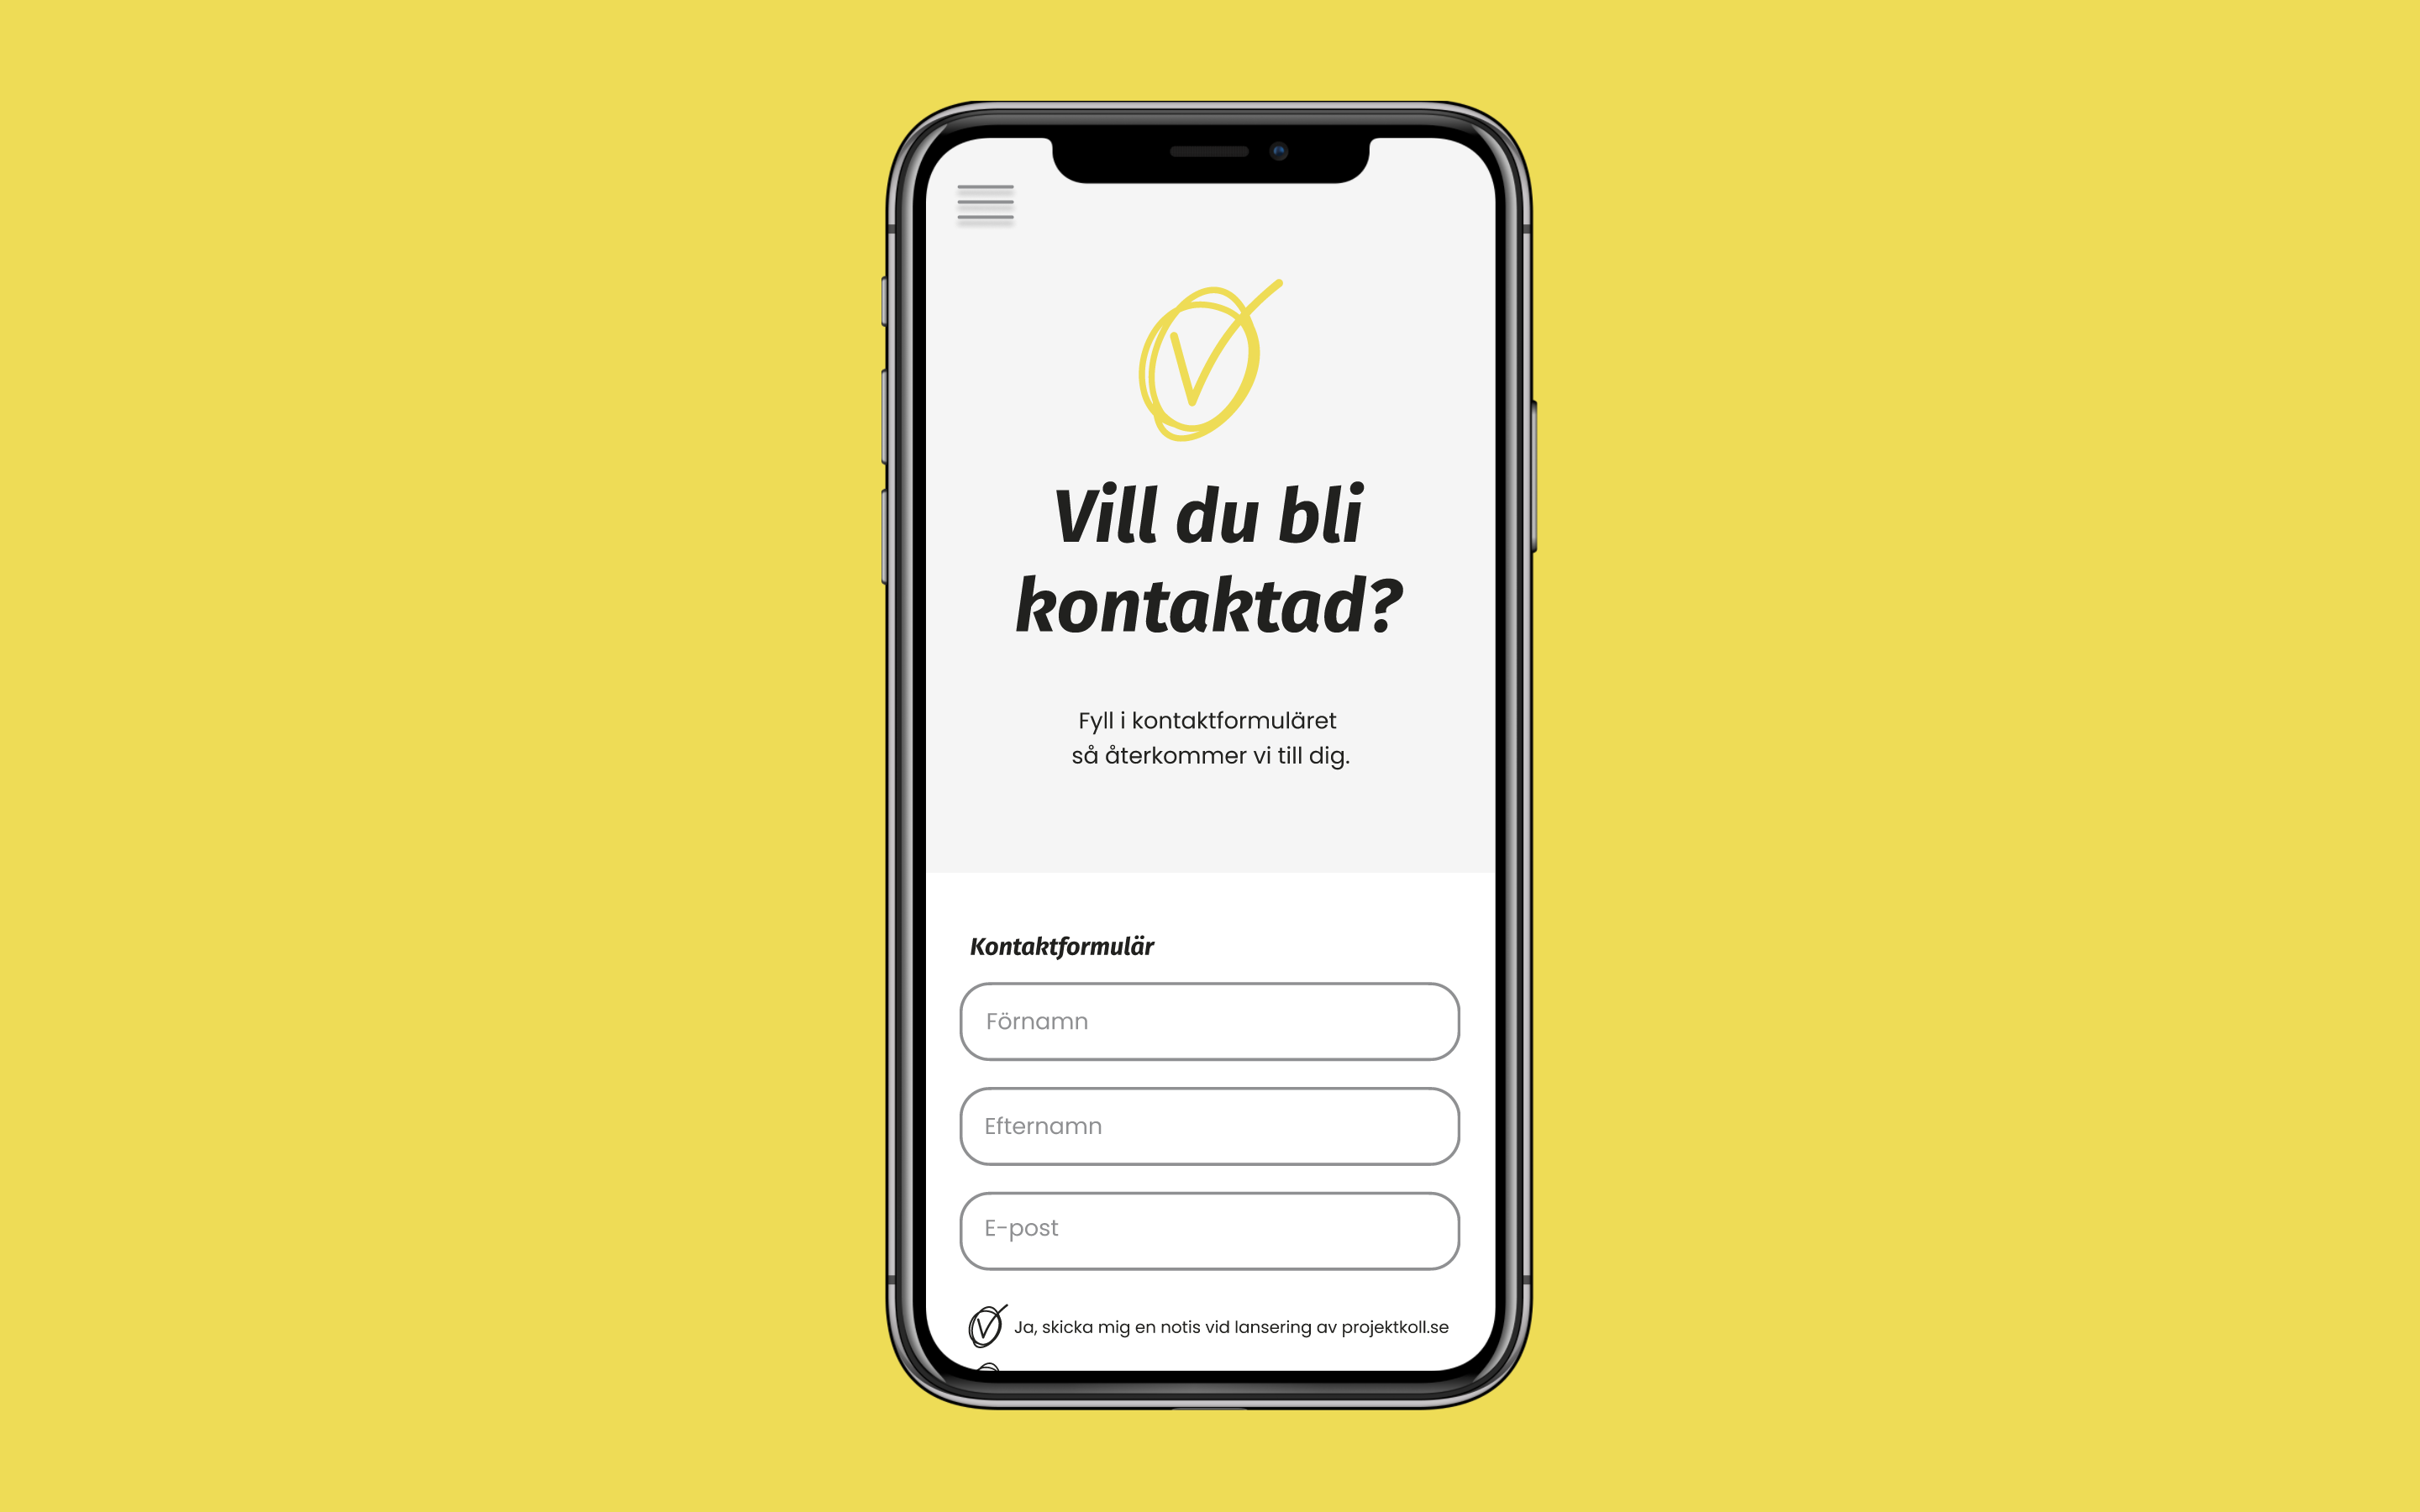 Vill du bli
kontaktad?
Fyll i kontaktformuläret
så återkommer vi till dig.
Kontaktformulär
Förnamn
Efternamn
E-post
Ja, skicka mig en notis vid lansering av projektkoll.se